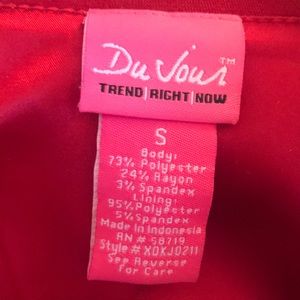 Du Jour™
TREND|RIGHT|NOW
S
Body:
73% Polyester
24% Rayon
3% Spandex
Lining:
95% Polyester
5% Spandex
Made In Indonesia
RN # 58719
Style# X0KJ0211
See Reverse
For Care